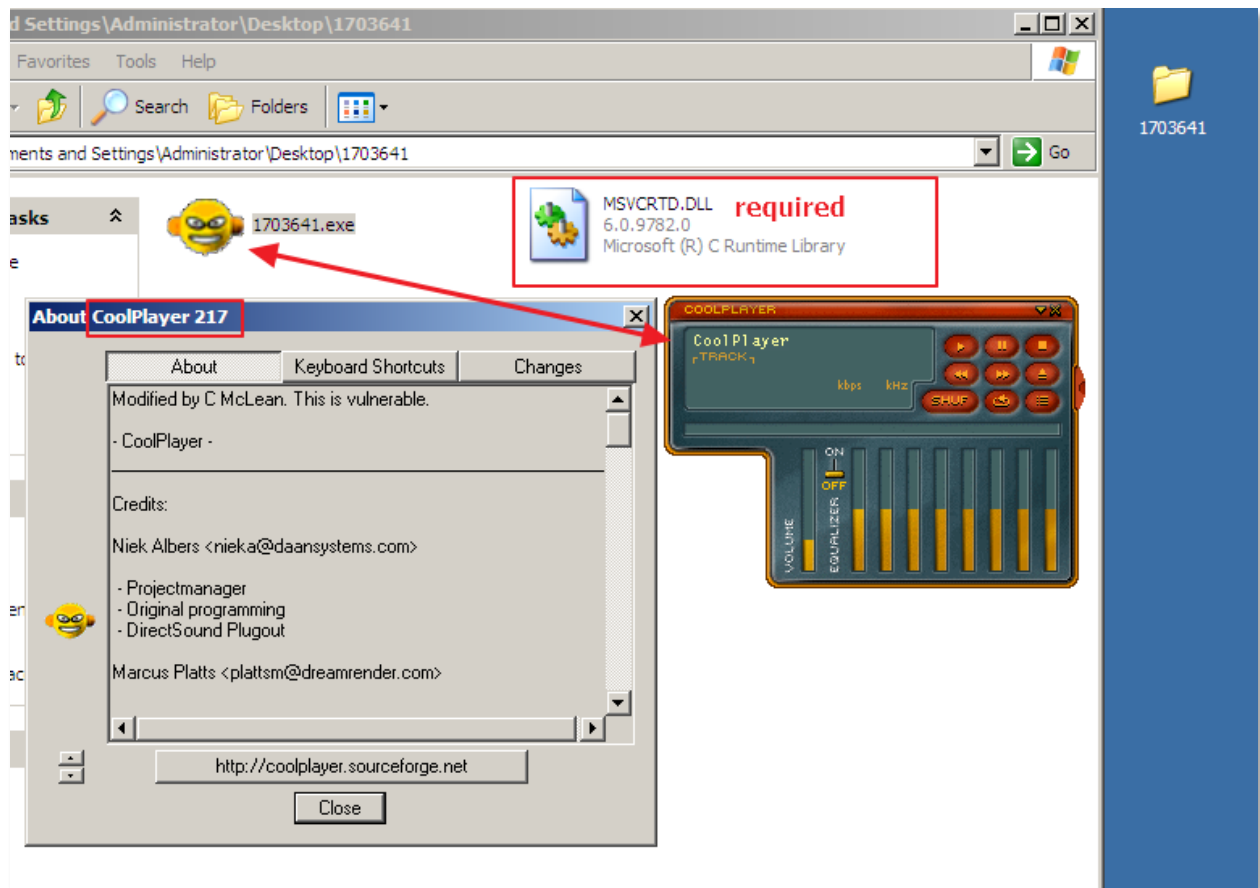 d Settings\Administrator\Desktop\1703641
Favorites Tools Help
Search Folders
ments and Settings\Administrator\Desktop\1703641 Go
1703641
asks
e
to
en
ac
1703641.exe
MSVCRTD.DLL required
6.0.9782.0
Microsoft (R) C Runtime Library
About CoolPlayer 217
About Keyboard Shortcuts Changes
Modified by C McLean. This is vulnerable.
- CoolPlayer -
Credits:
Niek Albers <nieka@daansystems.com>
- Projectmanager
- Original programming
- DirectSound Plugout
Marcus Platts <plattsm@dreamrender.com>
http://coolplayer.sourceforge.net
Close
COOLPLAYER
CoolPlayer
TRACK
kbps kHz
SHUF
ON
OFF
VOLUME
EQUALIZER